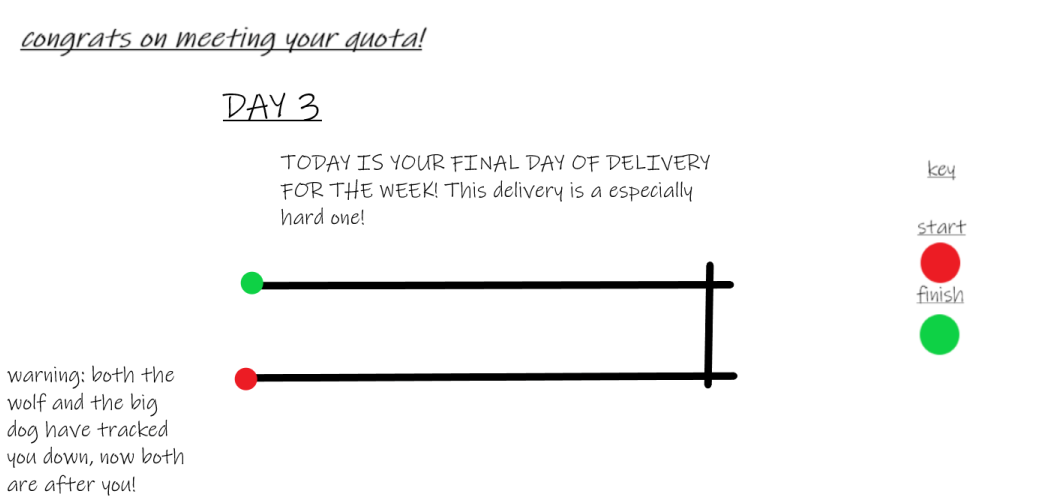 congrats on meeting your quota!
DAY 3
TODAY IS YOUR FINAL DAY OF DELIVERY
FOR THE WEEK! This delivery is a especially
hard one!
key
start
finish
warning: both the
wolf and the big
dog have tracked
you down, now both
are after you!